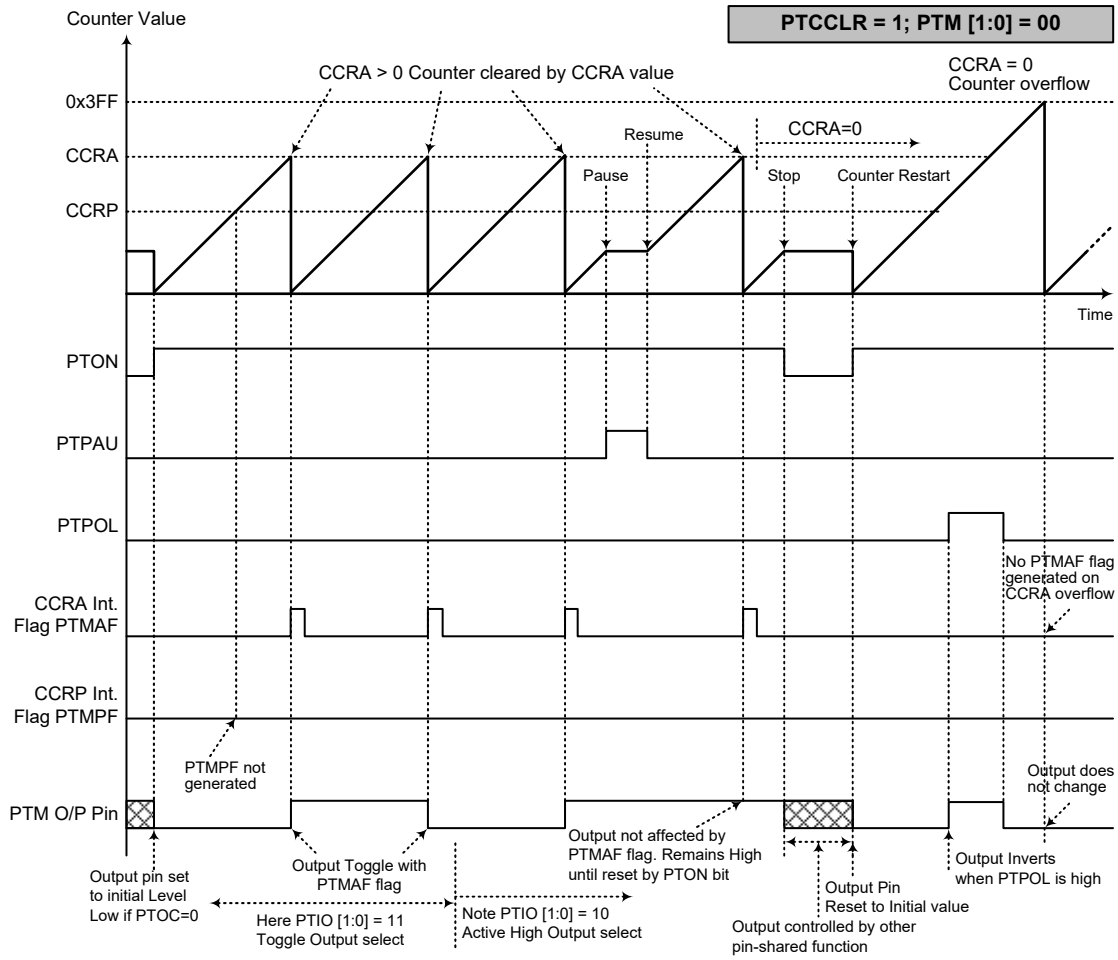 Counter Value
PTCCLR = 1; PTM [1:0] = 00
CCRA > 0 Counter cleared by CCRA value
CCRA = 0
Counter overflow
0x3FF
CCRA=0
Resume
CCRA
Pause
Stop
Counter Restart
CCRP
Time
PTON
PTPAU
PTPOL
No PTMAF flag
generated on
CCRA overflow
CCRA Int.
Flag PTMAF
CCRP Int.
Flag PTMPF
PTMPF not
generated
Output does
not change
PTM O/P Pin
Output pin set
to initial Level
Low if PTOC=0
Output Toggle with
PTMAF flag
Output not affected by
PTMAF flag. Remains High
until reset by PTON bit
Output Inverts
when PTPOL is high
Output Pin
Reset to Initial value
Here PTIO [1:0] = 11
Toggle Output select
Note PTIO [1:0] = 10
Active High Output select
Output controlled by other
pin-shared function